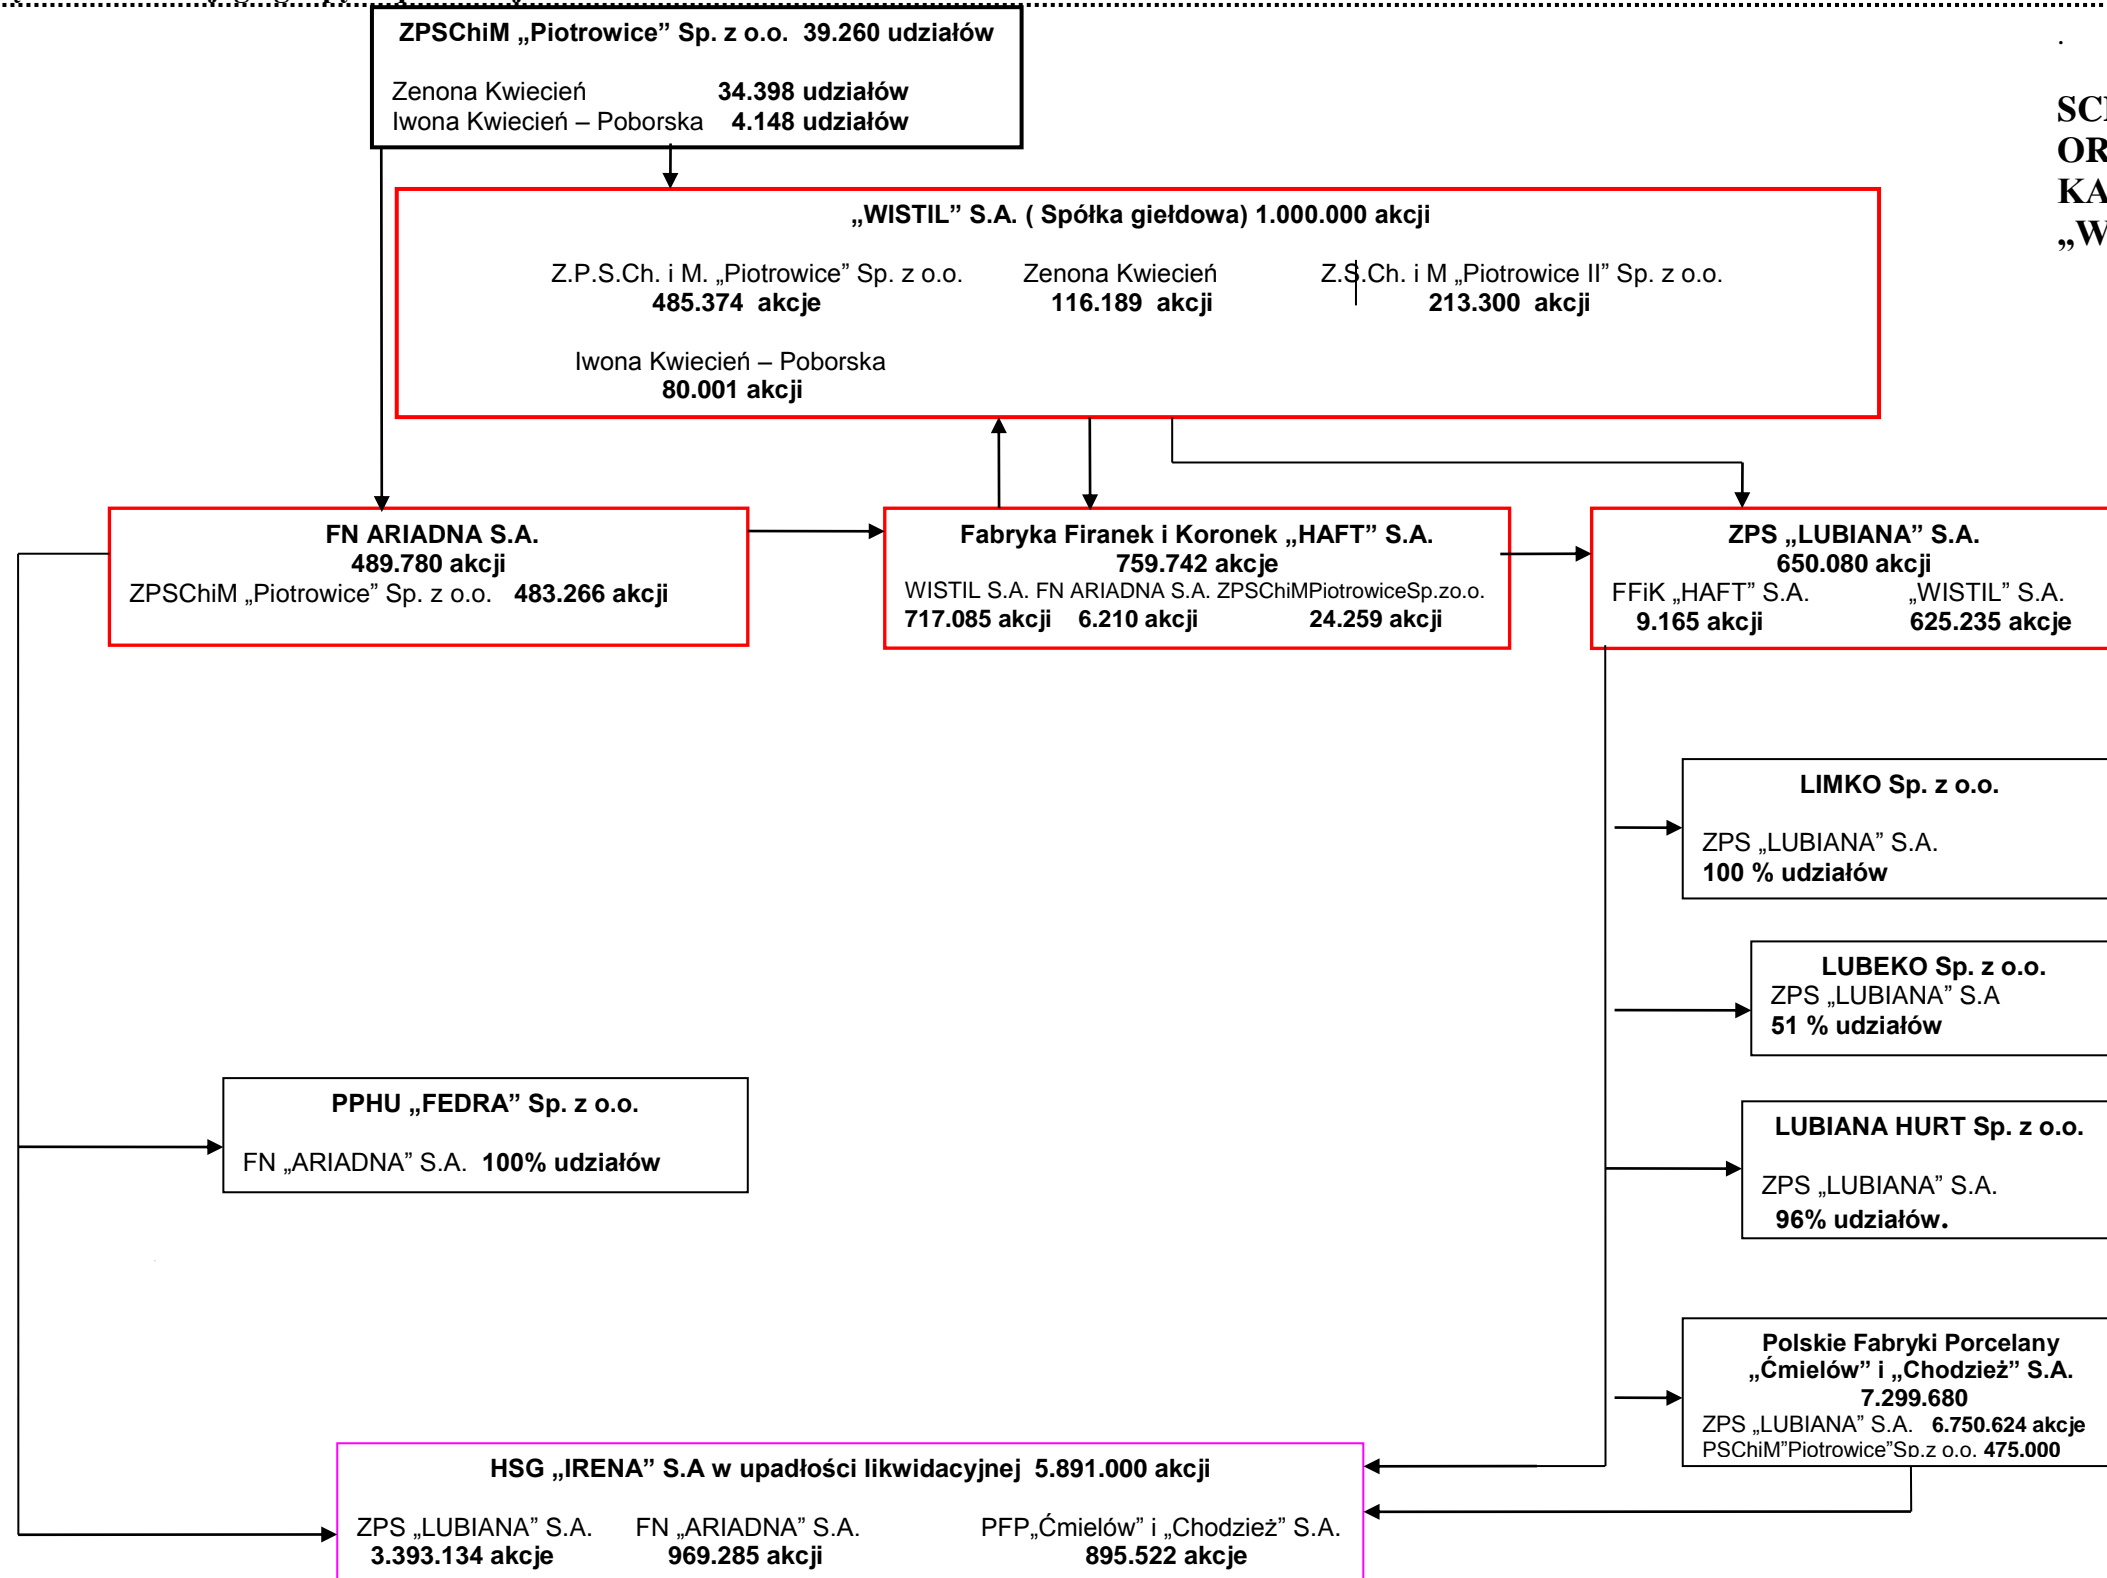 ZPSChiM „Piotrowice” Sp. z o.o. 39.260 udziałów
Zenona Kwiecień 34.398 udziałów
Iwona Kwiecień – Poborska 4.148 udziałów
.
„WISTIL” S.A. ( Spółka giełdowa) 1.000.000 akcji
Z.P.S.Ch. i M. „Piotrowice” Sp. z o.o. Zenona Kwiecień Z.S.Ch. i M „Piotrowice II” Sp. z o.o.
485.374 akcje 116.189 akcji 213.300 akcji
Iwona Kwiecień – Poborska
80.001 akcji
FN ARIADNA S.A.
489.780 akcji
ZPSChiM „Piotrowice” Sp. z o.o. 483.266 akcji
Fabryka Firanek i Koronek „HAFT” S.A.
759.742 akcje
WISTIL S.A. FN ARIADNA S.A. ZPSChiMPiotrowiceSp.zo.o.
717.085 akcji 6.210 akcji 24.259 akcji
ZPS „LUBIANA” S.A.
650.080 akcji
FFiK „HAFT” S.A. „WISTIL” S.A.
9.165 akcji 625.235 akcje
LIMKO Sp. z o.o.
ZPS „LUBIANA” S.A.
100 % udziałów
LUBEKO Sp. z o.o.
ZPS „LUBIANA” S.A
51 % udziałów
PPHU „FEDRA” Sp. z o.o.
FN „ARIADNA” S.A. 100% udziałów
LUBIANA HURT Sp. z o.o.
ZPS „LUBIANA” S.A.
96% udziałów.
Polskie Fabryki Porcelany
„Ćmielów” i „Chodzież” S.A.
7.299.680
ZPS „LUBIANA” S.A. 6.750.624 akcje
PSChiM”Piotrowice”Sp.z o.o. 475.000
HSG „IRENA” S.A w upadłości likwidacyjnej 5.891.000 akcji
ZPS „LUBIANA” S.A. FN „ARIADNA” S.A. PFP„Ćmielów” i „Chodzież” S.A.
3.393.134 akcje 969.285 akcji 895.522 akcje